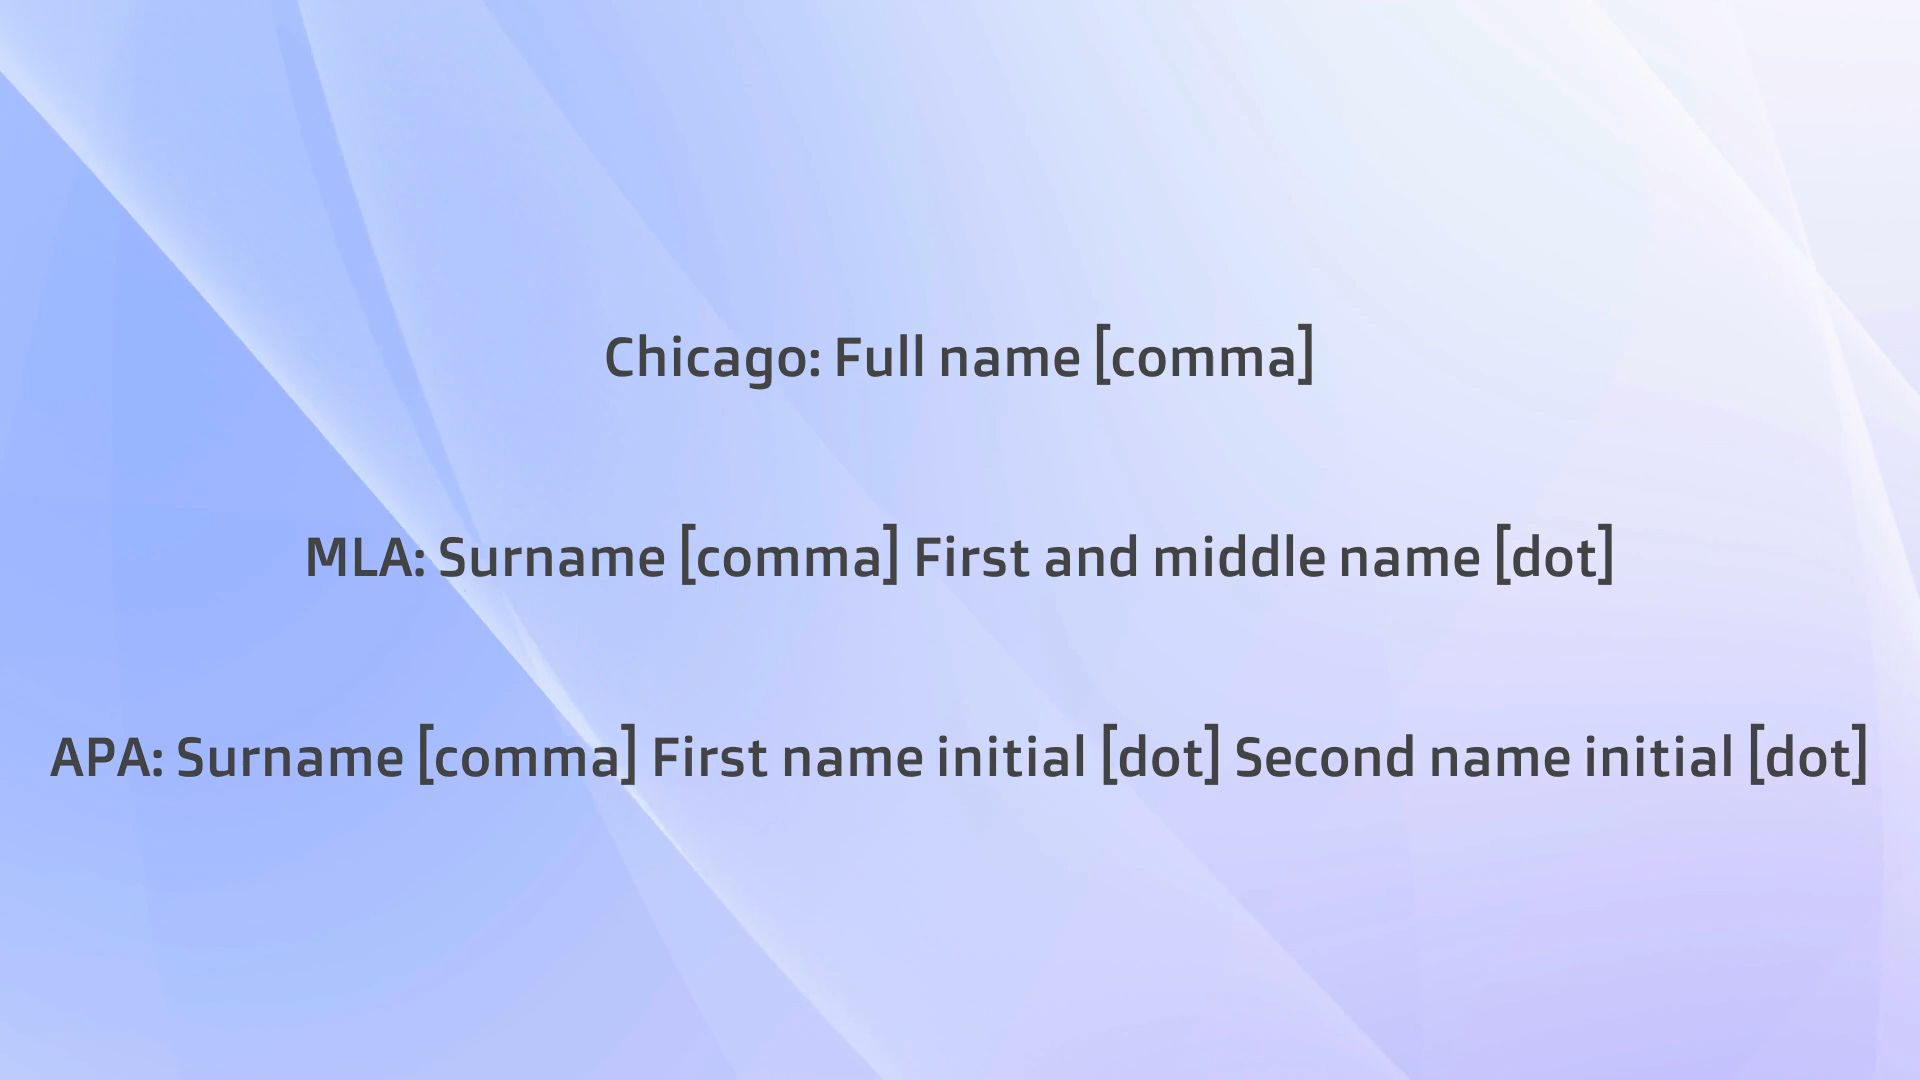 Chicago: Full name [comma]
MLA: Surname [comma] First and middle name [dot]
APA: Surname [comma] First name initial [dot] Second name initial [dot]